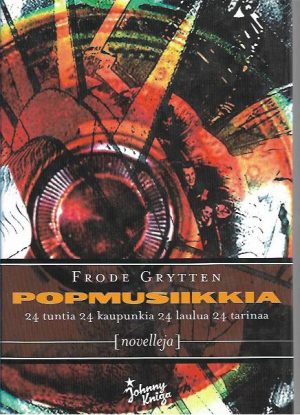 FRODE GRYTTEN
POPMUSIIKKIA
24 tuntia 24 kaupunkia 24 laulua 24 tarinaa
[novelleja]
Johnny
Kniga